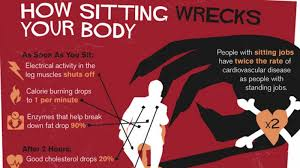 HOW SITTING WRECKS
YOUR BODY
As Soon As You Sit:
Electrical activity in the
leg muscles shuts off
Calorie burning drops
to 1 per minute
Enzymes that help break
down fat drop 90%
After 2 Hours:
Good cholesterol drops 20%
People with sitting jobs
have twice the rate of
cardiovascular disease
as people with
standing jobs.
x2